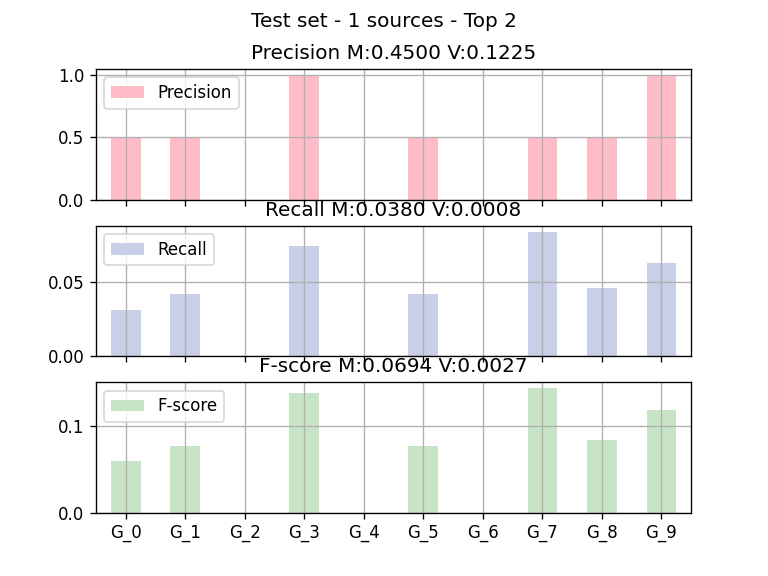 Test set - 1 sources - Top 2
Precision M:0.4500 V:0.1225
1.0
Precision
0.5
0.0
Recall M:0.0380 V:0.0008
Recall
0.05
0.00
F-score M:0.0694 V:0.0027
F-score
0.1
0.0
G_0 G_1 G_2 G_3 G_4 G_5 G_6 G_7 G_8 G_9